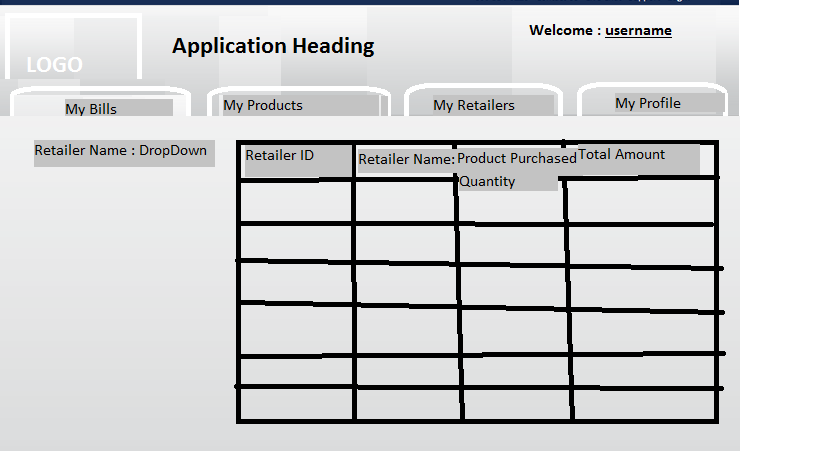 Welcome : username
Application Heading
LOGO
My Bills
My Products
My Retailers
My Profile
Retailer Name : DropDown
Retailer ID
Retailer Name:
Product Purchased
Quantity
Total Amount